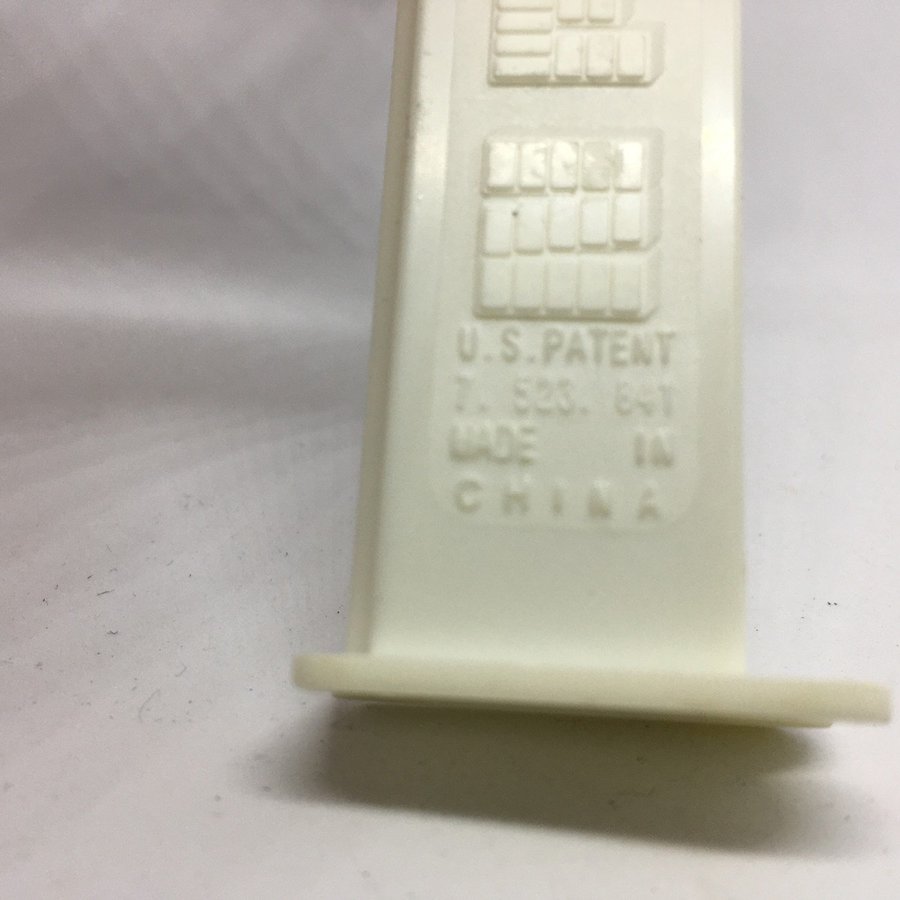 U.S.PATENT
7. 523. 841
MADE IN
CHINA